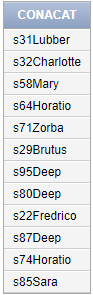 CONACAT
s31Lubber
s32Charlotte
s58Mary
s64Horatio
s71Zorba
s29Brutus
s95Deep
s80Deep
s22Fredrico
s87Deep
s74Horatio
s85Sara